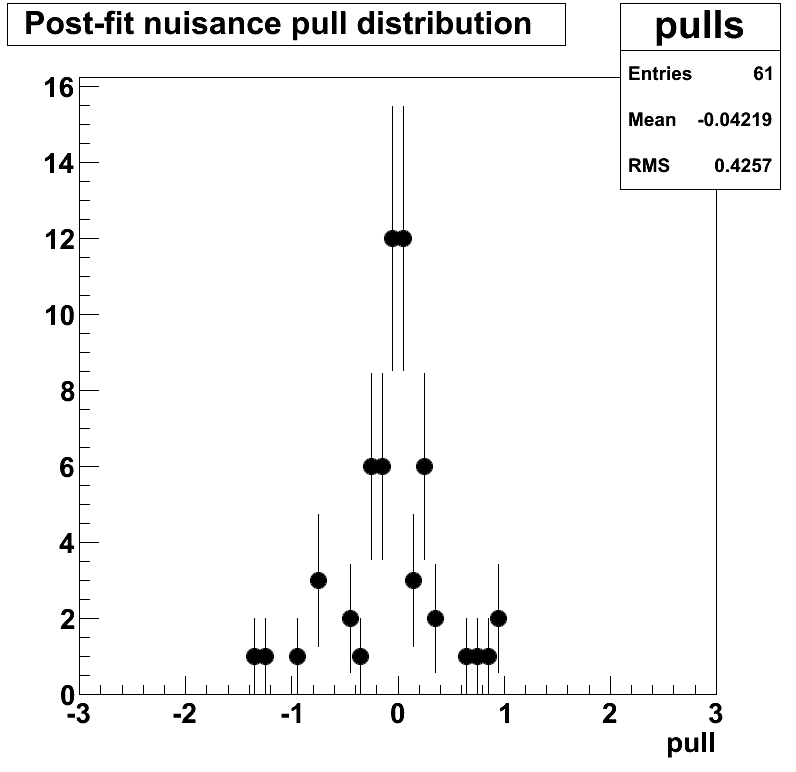 Post-fit nuisance pull distribution
pulls
Entries 61
Mean -0.04219
RMS 0.4257
16
14
12
10
8
6
4
2
0
-3 -2 -1 0 1 2 3
pull